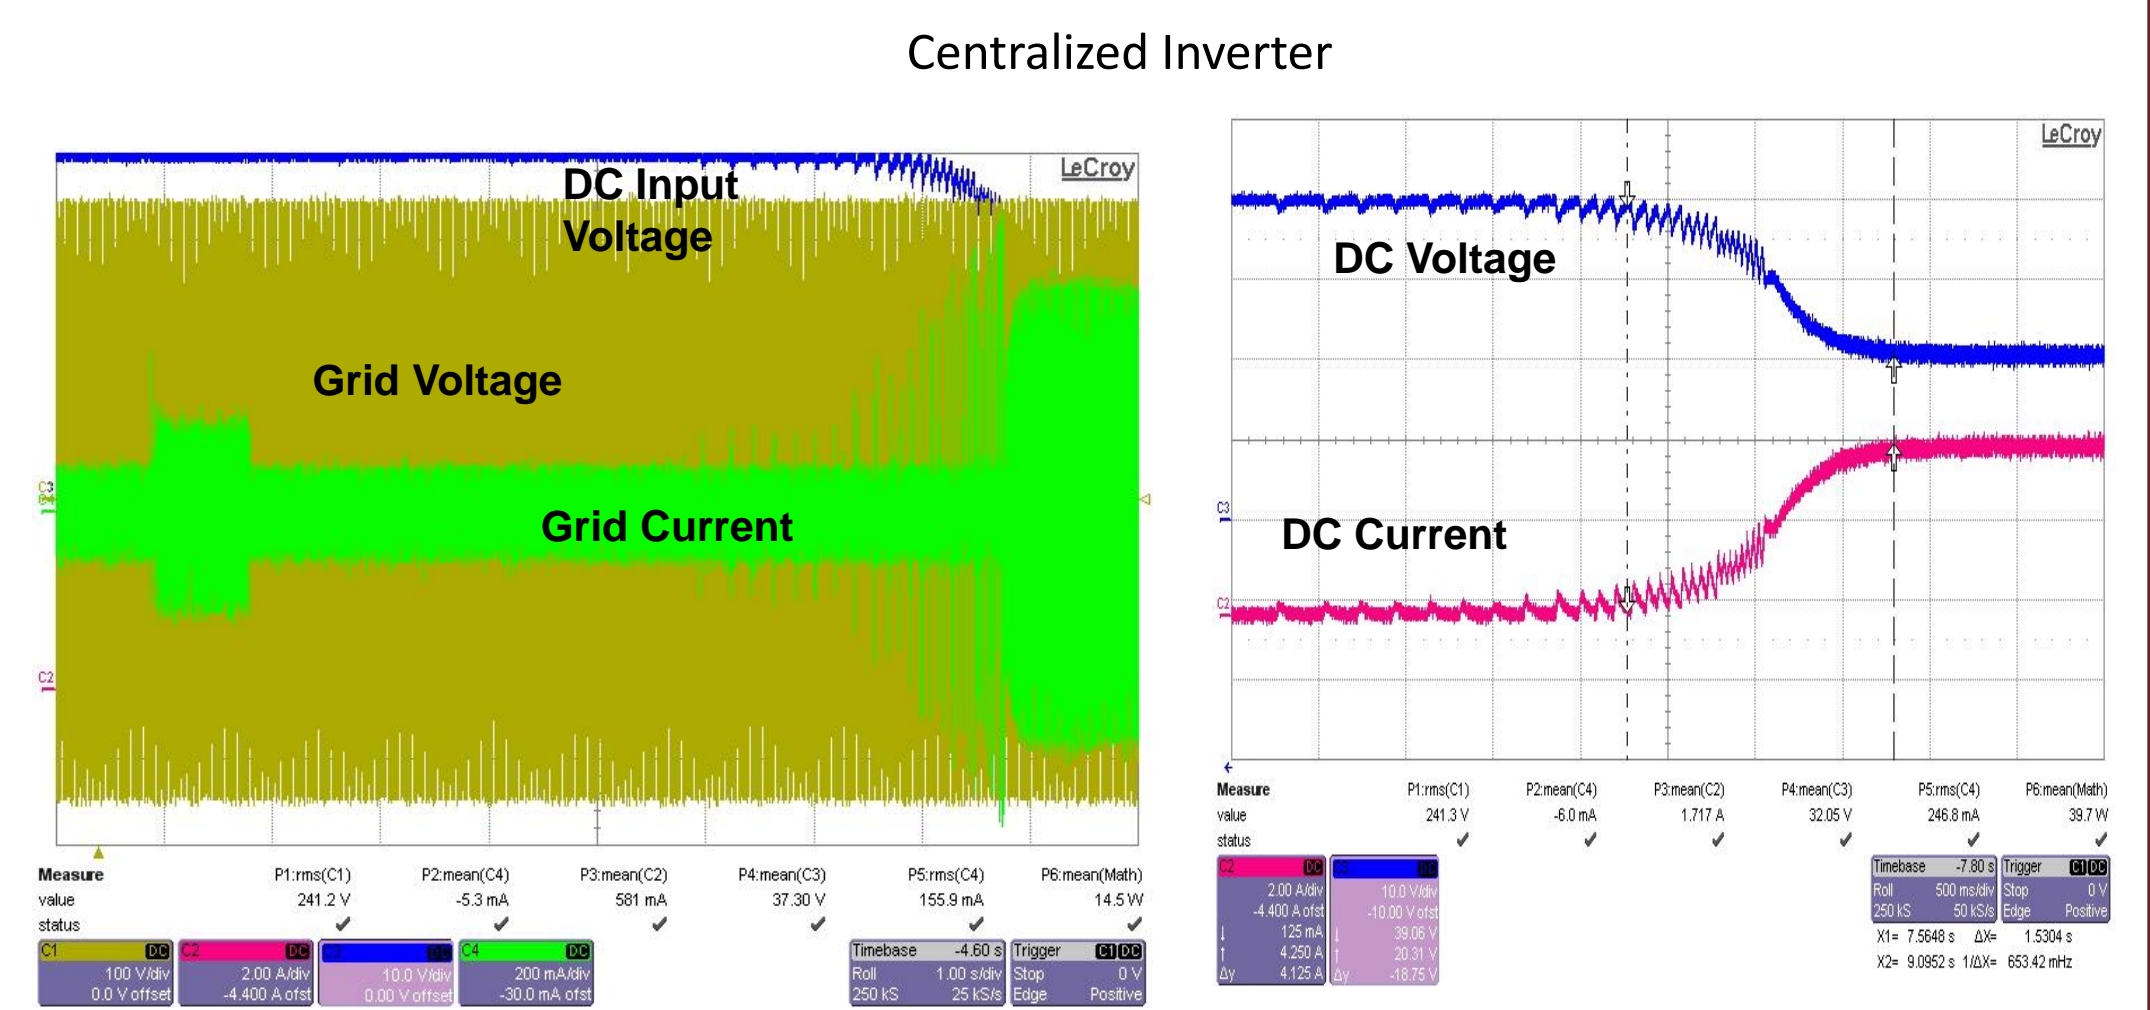 Centralized Inverter
LeCroy
DC Input
Voltage
Grid Voltage
Grid Current
C3
C2
Measure P1:rms(C1) P2:mean(C4) P3:mean(C2) P4:mean(C3) P5:rms(C4) P6:mean(Math)
value 241.2 V -5.3 mA 581 mA 37.30 V 155.9 mA 14.5 W
status
C1 DC C2 DC C4 DC Timebase -4.60 s Trigger C1 DC
100 V/div 2.00 A/div 10.0 V/div 200 mA/div Roll 1.00 s/div Stop 0 V
0.0 V offset -4.400 A ofst 0.00 V offset -30.0 mA ofst 250 kS 25 kS/s Edge Positive
LeCroy
DC Voltage
DC Current
C3
C2
Measure P1:rms(C1) P2:mean(C4) P3:mean(C2) P4:mean(C3) P5:rms(C4) P6:mean(Math)
value 241.3 V -6.0 mA 1.717 A 32.05 V 246.8 mA 39.7 W
status
C2 DC C3 Timebase -7.80 s Trigger C1 DC
2.00 A/div 10.0 V/div Roll 500 ms/div Stop 0 V
-4.400 A ofst -10.00 V ofst 250 kS 50 kS/s Edge Positive
↓ 125 mA ↓ 39.06 V X1= 7.5648 s ΔX= 1.5304 s
↑ 4.250 A ↑ 20.31 V X2= 9.0952 s 1/ΔX= 653.42 mHz
Δy 4.125 A Δy -18.75 V